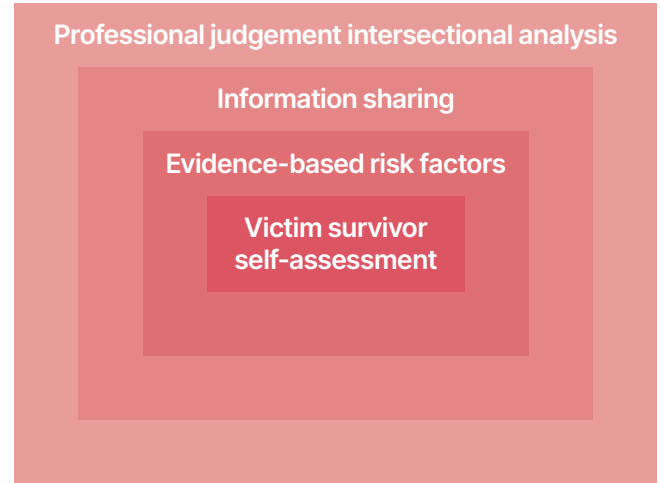 Professional judgement intersectional analysis
Information sharing
Evidence-based risk factors
Victim survivor
self-assessment